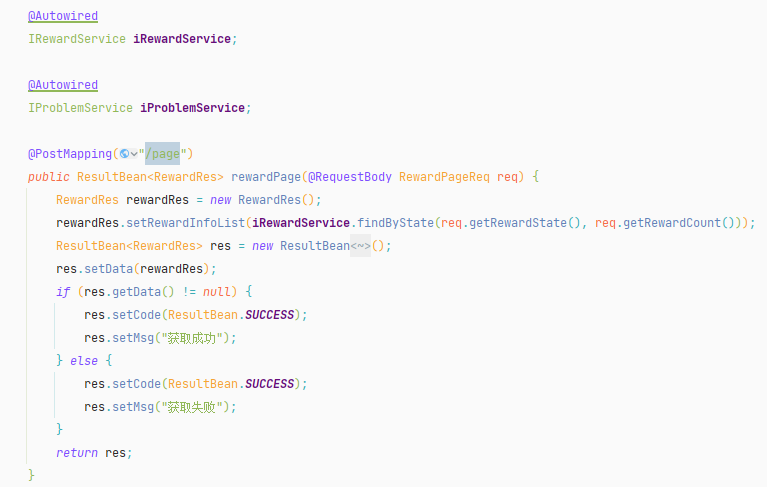 @Autowired
IRewardService iRewardService;
@Autowired
IProblemService iProblemService;
@PostMapping("/page")
public ResultBean<RewardRes> rewardPage(@RequestBody RewardPageReq req) {
RewardRes rewardRes = new RewardRes();
rewardRes.setRewardInfoList(iRewardService.findByState(req.getRewardState(), req.getRewardCount()));
ResultBean<RewardRes> res = new ResultBean<~>();
res.setData(rewardRes);
if (res.getData() != null) {
res.setCode(ResultBean.SUCCESS);
res.setMsg("获取成功");
} else {
res.setCode(ResultBean.SUCCESS);
res.setMsg("获取失败");
}
return res;
}